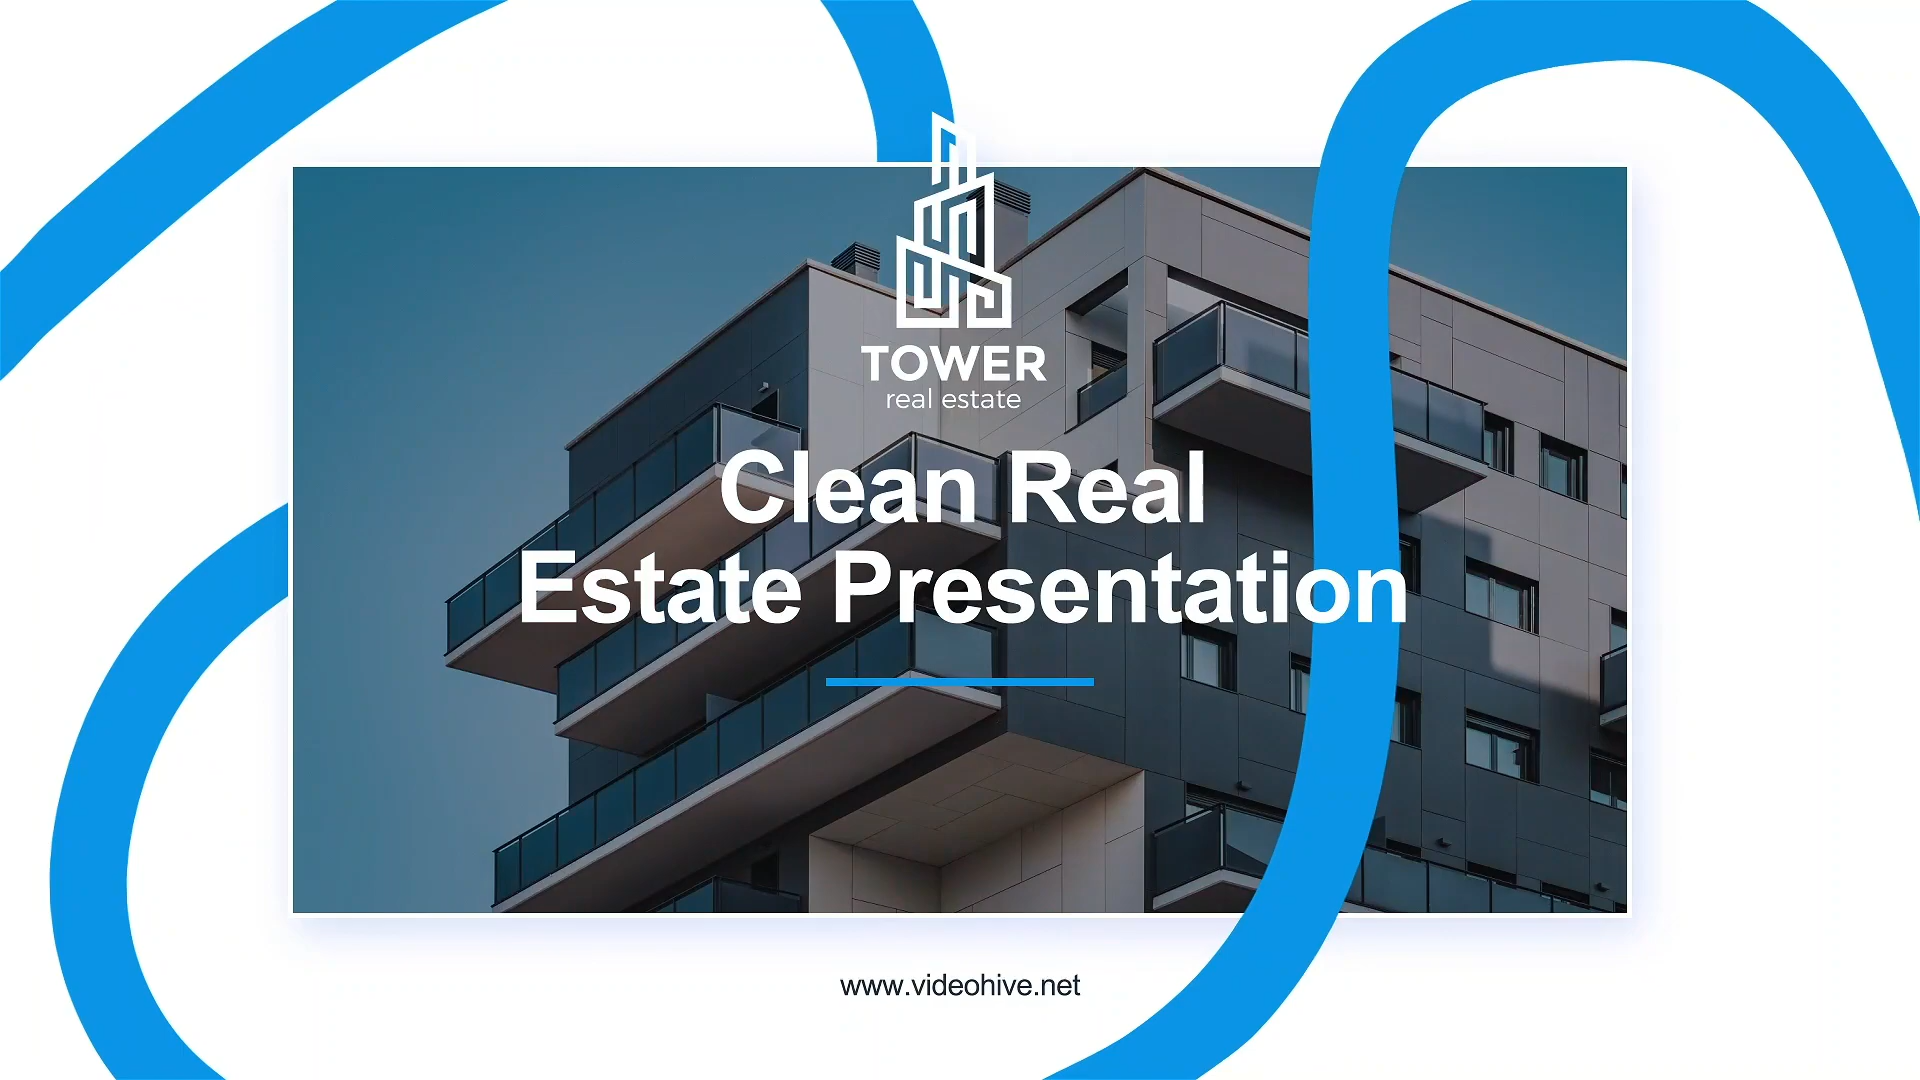 TOWER
real estate
Clean Real
Estate Presentation
www.videohive.net